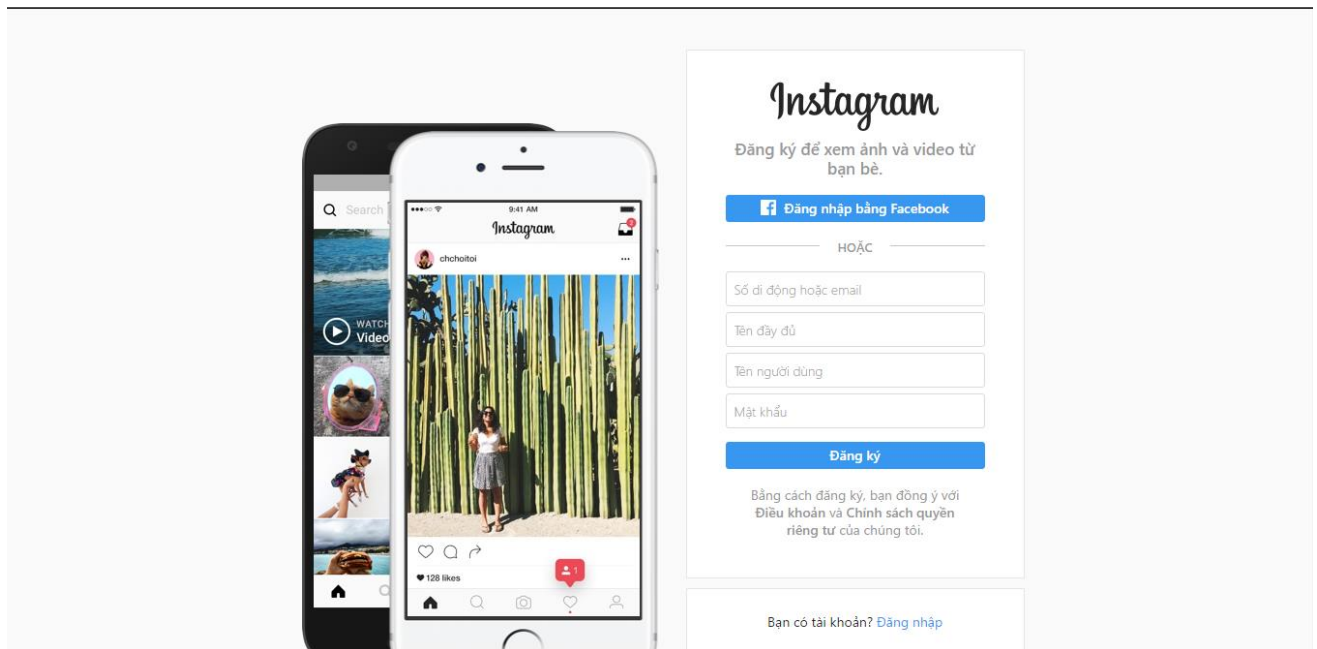 Search
WATCH
Video
9:41 AM
Instagram
2
chchoitoi
128 likes
1
Instagram
Đăng ký để xem ảnh và video từ
bạn bè.
Đăng nhập bằng Facebook
HOẶC
Số di động hoặc email
Tên đầy đủ
Tên người dùng
Mật khẩu
Đăng ký
Bằng cách đăng ký, bạn đồng ý với
Điều khoản và Chính sách quyền
riêng tư của chúng tôi.
Bạn có tài khoản? Đăng nhập